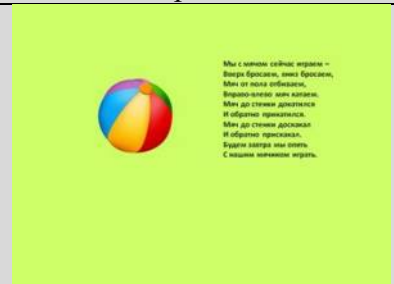 Мы с мячом сейчас играем –
Вверх бросаем, вниз бросаем,
Мяч от пола отбиваем,
Вправо-влево мяч катаем.
Мяч до стенки докатился
И обратно прикатился.
Мяч до стенки доскакал
И обратно прискакал.
Будем завтра мы опять
С нашим мячиком играть.